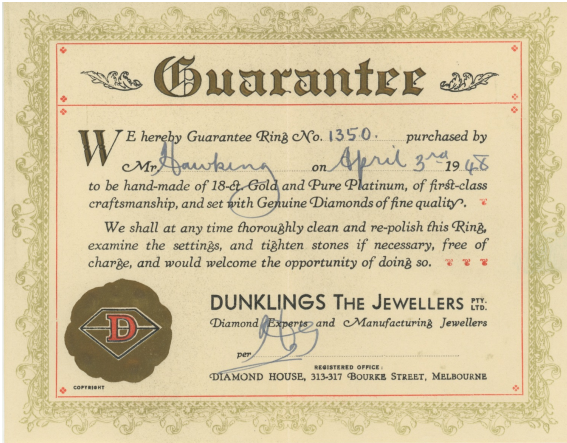 Guarantee
WE hereby Guarantee Ring No. 1350. purchased by
Mr. Hawking on April 3rd 1948
to be hand-made of 18-ct. Gold and Pure Platinum, of first-class
craftsmanship, and set with Genuine Diamonds of fine quality.
We shall at any time thoroughly clean and re-polish this Ring,
examine the settings, and tighten stones if necessary, free of
charge, and would welcome the opportunity of doing so.
D
DUNKLINGS THE JEWELLERS PTY. LTD.
Diamond Experts and Manufacturing Jewellers
per
REGISTERED OFFICE:
DIAMOND HOUSE, 313-317 BOURKE STREET, MELBOURNE
COPYRIGHT